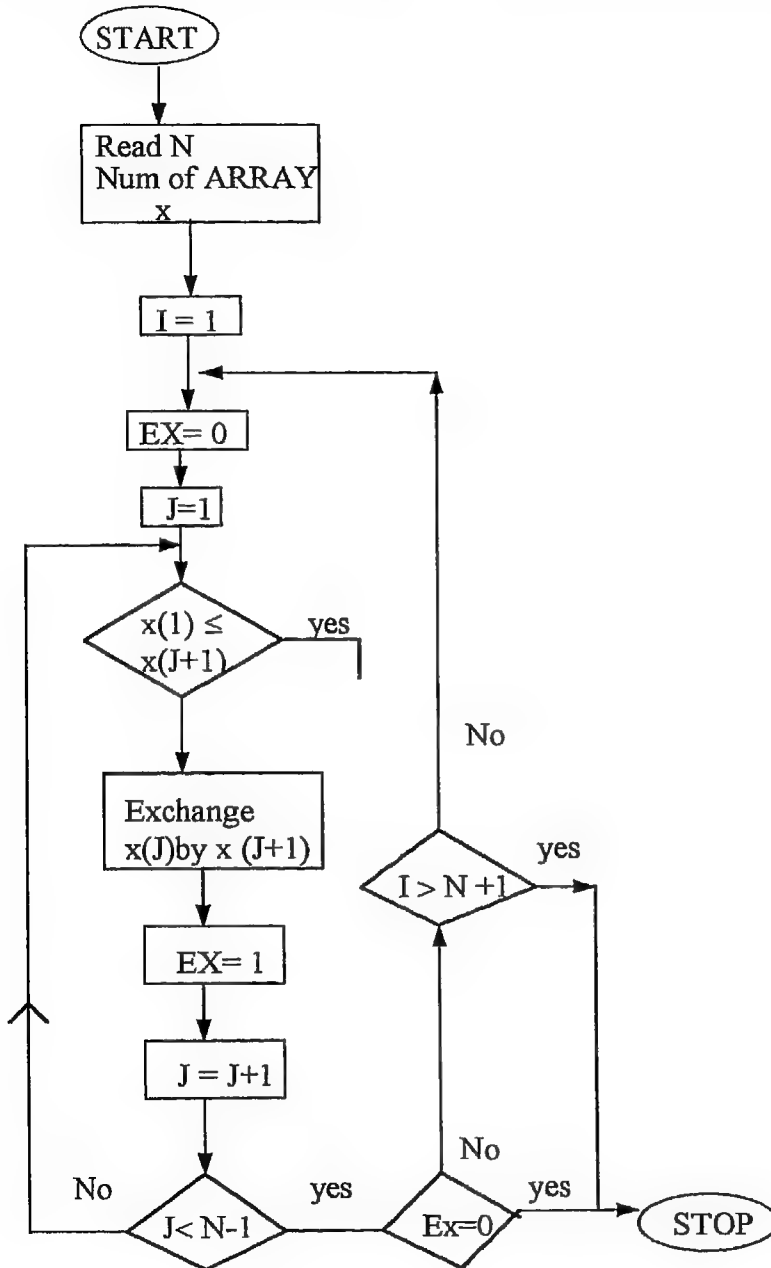 START
Read N
Num of ARRAY
x
I = 1
EX= 0
J=1
x(1) ≤
x(J+1)
yes
Exchange
x(J)by x (J+1)
EX= 1
J = J+1
J< N-1
No
yes
Ex=0
No
yes
I > N +1
No
yes
STOP